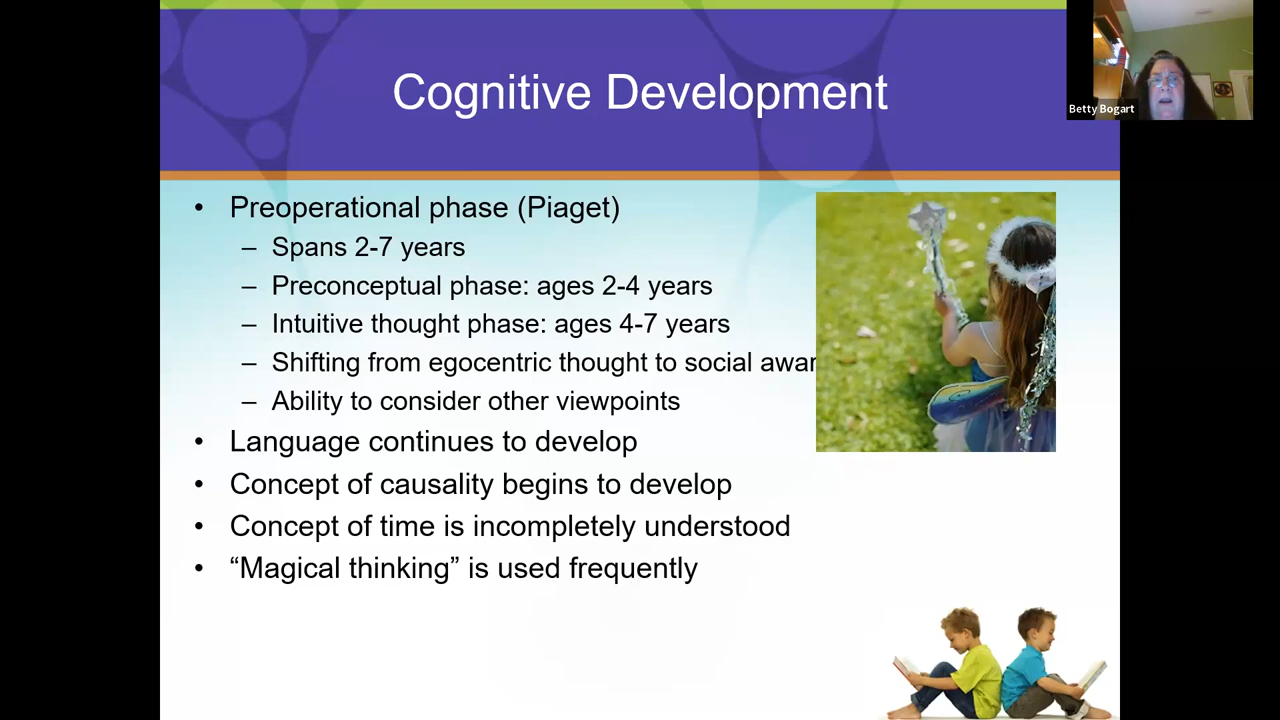 Cognitive Development
Betty Bogart
• Preoperational phase (Piaget)
– Spans 2-7 years
– Preconceptual phase: ages 2-4 years
– Intuitive thought phase: ages 4-7 years
– Shifting from egocentric thought to social awar
– Ability to consider other viewpoints
• Language continues to develop
• Concept of causality begins to develop
• Concept of time is incompletely understood
• “Magical thinking” is used frequently